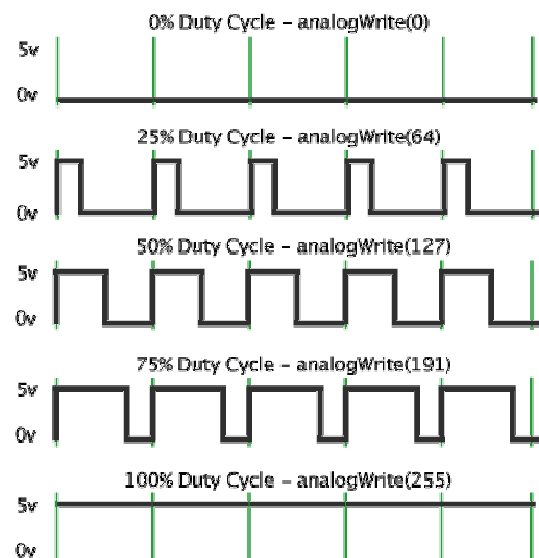 0% Duty Cycle – analogWrite(0)
5v
0v
25% Duty Cycle – analogWrite(64)
5v
0v
50% Duty Cycle – analogWrite(127)
5v
0v
75% Duty Cycle – analogWrite(191)
5v
0v
100% Duty Cycle – analogWrite(255)
5v
0v